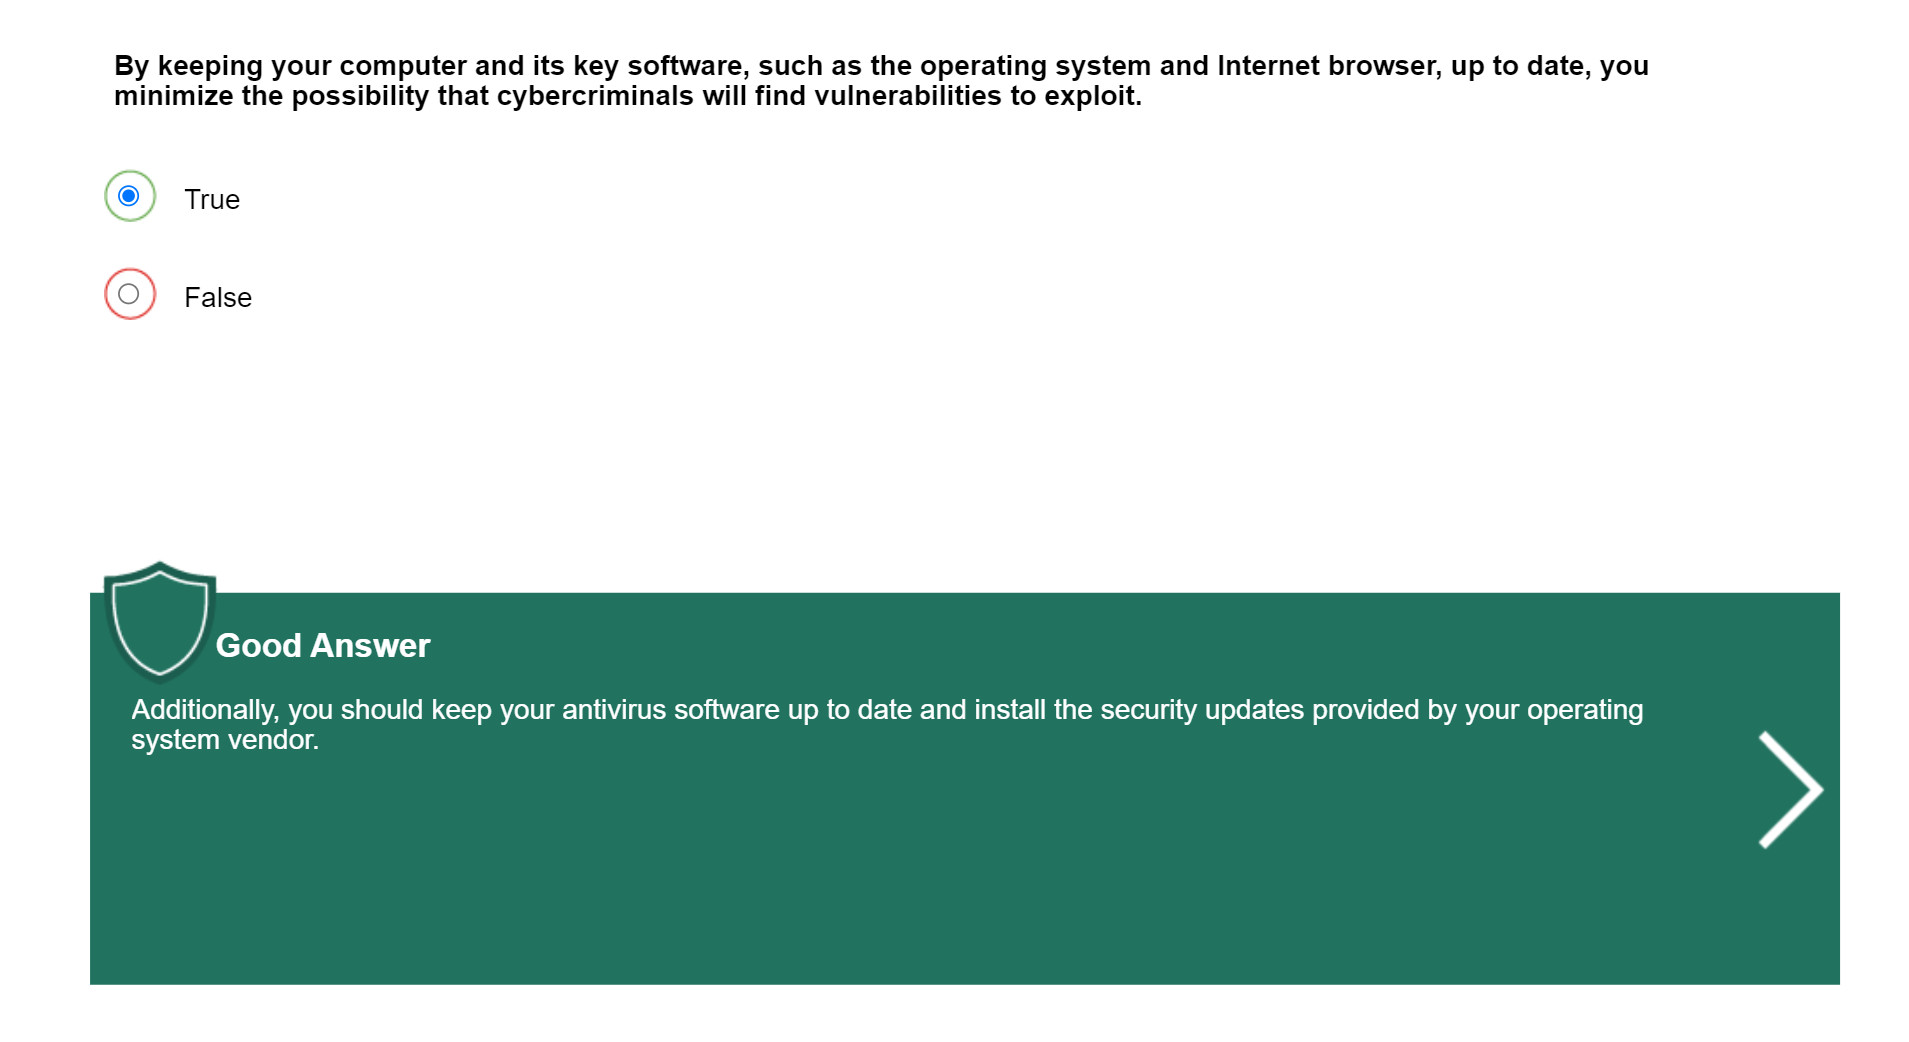 By keeping your computer and its key software, such as the operating system and Internet browser, up to date, you
minimize the possibility that cybercriminals will find vulnerabilities to exploit.
True
False
Good Answer
Additionally, you should keep your antivirus software up to date and install the security updates provided by your operating
system vendor.